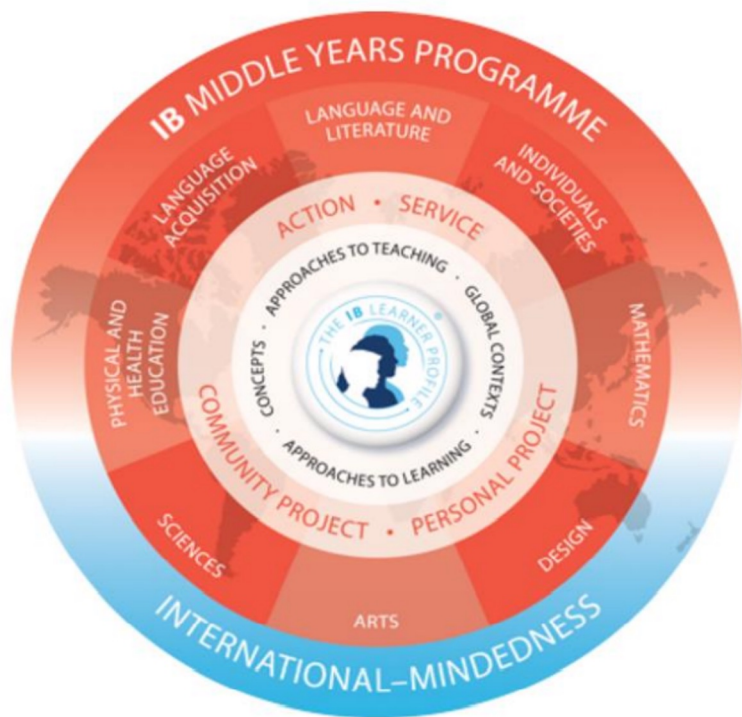 IB MIDDLE YEARS PROGRAMME
LANGUAGE AND
LITERATURE
INDIVIDUALS
AND SOCIETIES
MATHEMATICS
DESIGN
ARTS
SCIENCES
PHYSICAL AND
HEALTH
EDUCATION
LANGUAGE
ACQUISITION
ACTION • SERVICE
PERSONAL PROJECT •
COMMUNITY PROJECT
APPROACHES TO TEACHING ·
GLOBAL CONTEXTS ·
APPROACHES TO LEARNING ·
CONCEPTS ·
THE IB LEARNER PROFILE ®
INTERNATIONAL–MINDEDNESS